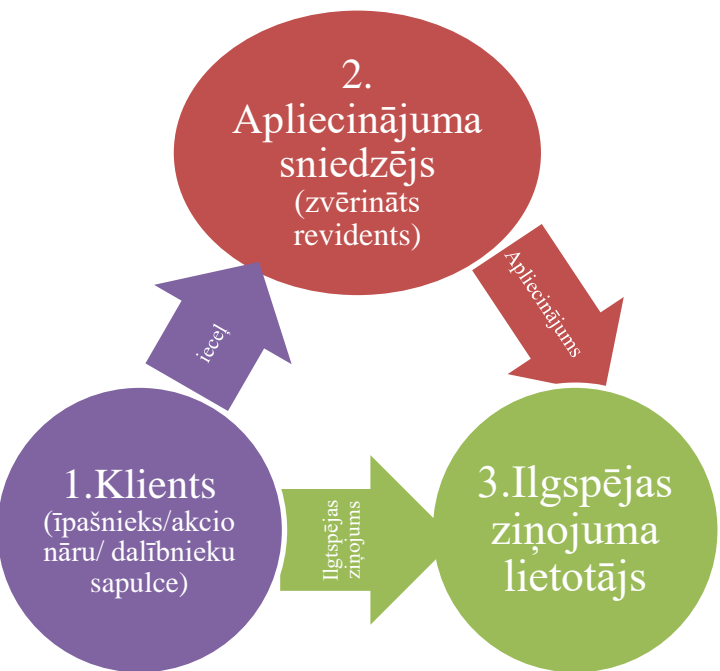 2.
Apliecinājuma
sniedzējs
(zvērināts
revidents)
Apliecinājums
ieceļ
1.Klients
(īpašnieks/akcio
nāru/ dalībnieku
sapulce)
Ilgtspējas
ziņojums
3.Ilgspējas
ziņojuma
lietotājs